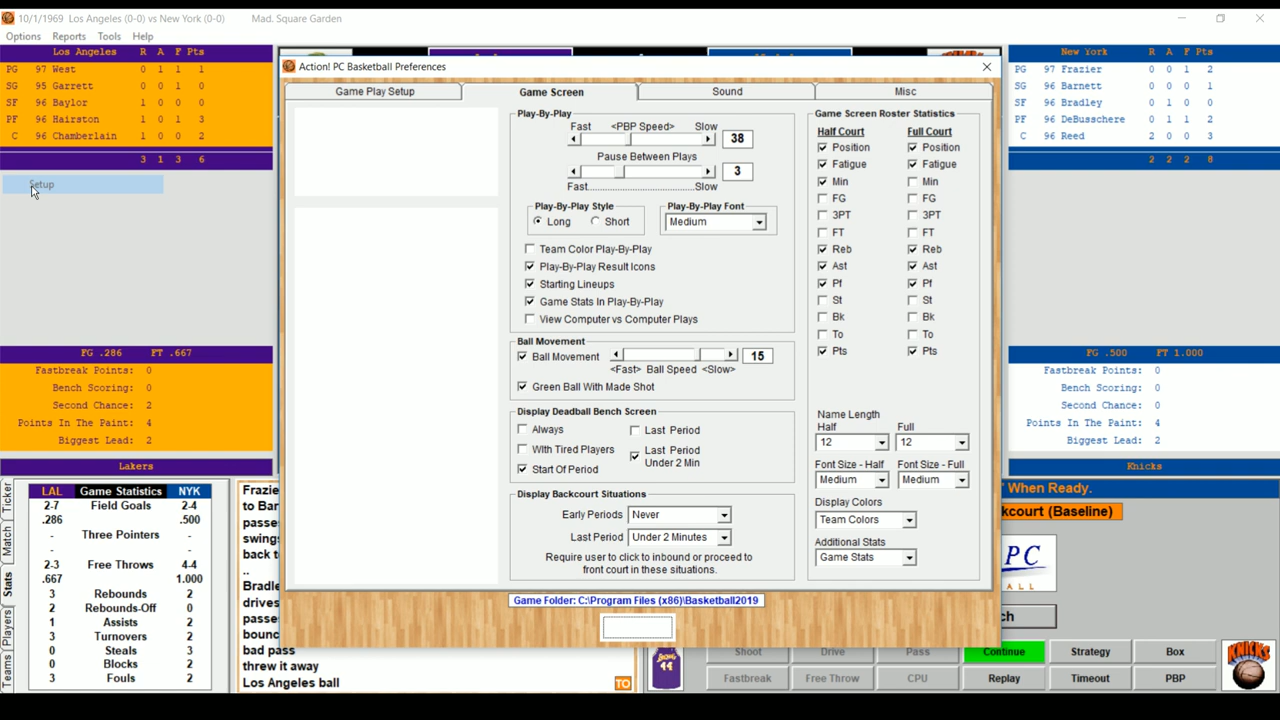 10/1/1969 Los Angeles (0-0) vs New York (0-0) Mad. Square Garden
Options Reports Tools Help
Los Angeles R A F Pts
PG 97 West 0 1 1 1
SG 95 Garrett 0 0 1 0
SF 96 Baylor 1 0 0 0
PF 96 Hairston 1 0 1 3
C 96 Chamberlain 1 0 0 2
3 1 3 6
Setup
FG .286 FT .667
Fastbreak Points: 0
Bench Scoring: 0
Second Chance: 2
Points In The Paint: 4
Biggest Lead: 2
Lakers
Action! PC Basketball Preferences
Game Play Setup Game Screen Sound Misc
Play-By-Play
Fast <PBP Speed> Slow
38
Pause Between Plays
3
Fast.......................................Slow
Play-By-Play Style
Long Short
Play-By-Play Font
Medium
Team Color Play-By-Play
Play-By-Play Result Icons
Starting Lineups
Game Stats In Play-By-Play
View Computer vs Computer Plays
Ball Movement
Ball Movement 15
<Fast> Ball Speed <Slow>
Green Ball With Made Shot
Display Deadball Bench Screen
Always Last Period
With Tired Players Last Period
Under 2 Min
Start Of Period
Display Backcourt Situations
Early Periods Never
Last Period Under 2 Minutes
Require user to click to inbound or proceed to
front court in these situations.
Game Screen Roster Statistics
Half Court Full Court
Position Position
Fatigue Fatigue
Min Min
FG FG
3PT 3PT
FT FT
Reb Reb
Ast Ast
Pf Pf
St St
Bk Bk
To To
Pts Pts
Name Length
Half Full
12 12
Font Size - Half Font Size - Full
Medium Medium
Display Colors
Team Colors
Additional Stats
Game Stats
Game Folder: C:\Program Files (x86)\Basketball2019
New York R A F Pts
PG 97 Frazier 0 0 1 2
SG 96 Barnett 0 0 0 1
SF 96 Bradley 0 1 0 0
PF 96 DeBusschere 0 1 1 2
C 96 Reed 2 0 0 3
2 2 2 8
FG .500 FT 1.000
Fastbreak Points: 0
Bench Scoring: 0
Second Chance: 0
Points In The Paint: 4
Biggest Lead: 2
Knicks
Ticker
Match
Stats
Players
Teams
LAL Game Statistics NYK
2-7 Field Goals 2-4
.286 .500
- Three Pointers -
- -
2-3 Free Throws 4-4
.667 1.000
3 Rebounds 2
2 Rebounds-Off 0
1 Assists 2
3 Turnovers 2
0 Steals 3
0 Blocks 2
3 Fouls 2
Frazie
to Bar
passe
swing
back t
..
Bradle
drives
passe
bounc
bad pass
threw it away
Los Angeles ball
TO
When Ready.
kcourt (Baseline)
PC
ALL
ch
44
Shoot Drive Pass Continue Strategy Box
Fastbreak Free Throw CPU Replay Timeout PBP
KNICKS